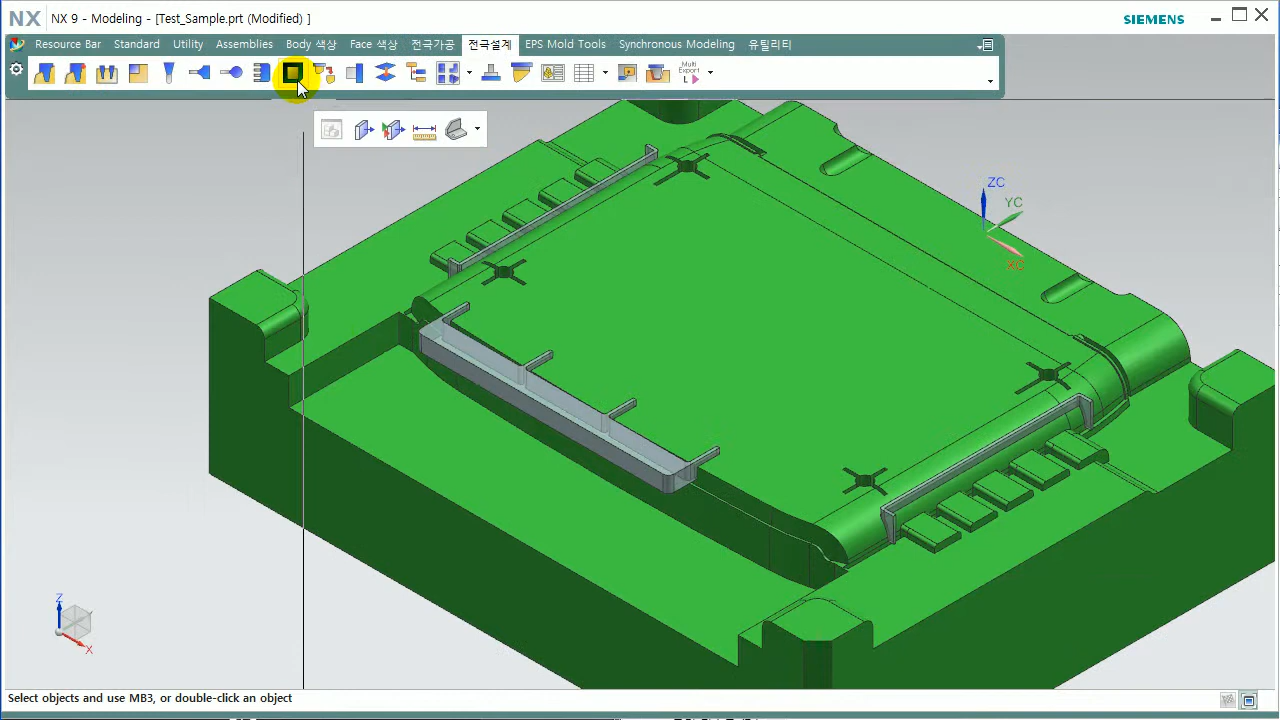 NX NX 9 - Modeling - [Test_Sample.prt (Modified) ] SIEMENS
Resource Bar Standard Utility Assemblies Body 색상 Face 색상 전극가공 전극설계 EPS Mold Tools Synchronous Modeling 유틸리티
Multi
Export
L
ZC
YC
XC
Z
X
Select objects and use MB3, or double-click an object